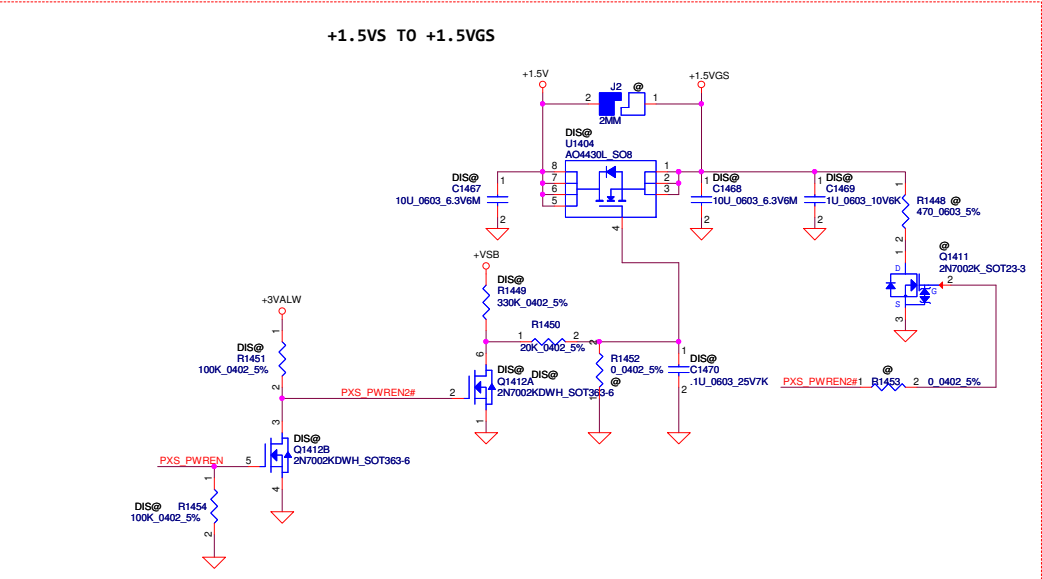 +1.5VS TO +1.5VGS
+1.5V
+1.5VGS
J2 @
2 1
2MM
DIS@
U1404
AO4430L_SO8
8 1
7 2
6 3
5
4
DIS@
C1467
10U_0603_6.3V6M
1
2
DIS@
C1468
10U_0603_6.3V6M
1
2
DIS@
C1469
1U_0603_10V6K
1
2
R1448 @
470_0603_5%
1
2
@
Q1411
2N7002K_SOT23-3
1
D
2
G
S
3
+VSB
DIS@
R1449
330K_0402_5%
R1450
1 2
20K_0402_5%
DIS@
+3VALW
1
DIS@
R1451
100K_0402_5%
2
PXS_PWREN2# 2
6
DIS@
Q1412A
2N7002KDWH_SOT363-6
1
2
R1452
0_0402_5%
@
1
1
DIS@
C1470
.1U_0603_25V7K
2
@
PXS_PWREN2# 1 R1453 2 0_0402_5%
3
DIS@
Q1412B
2N7002KDWH_SOT363-6
PXS_PWREN 5
4
1
DIS@ R1454
100K_0402_5%
2